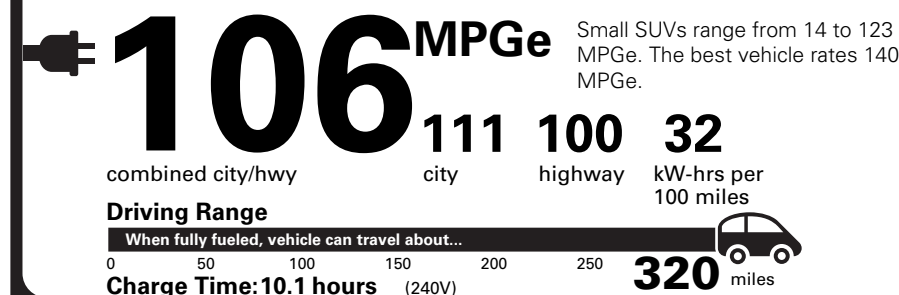 106 MPGe
Small SUVs range from 14 to 123
MPGe. The best vehicle rates 140
MPGe.
111 100 32
combined city/hwy city highway kW-hrs per
100 miles
Driving Range
When fully fueled, vehicle can travel about...
0 50 100 150 200 250 320 miles
Charge Time:10.1 hours (240V)